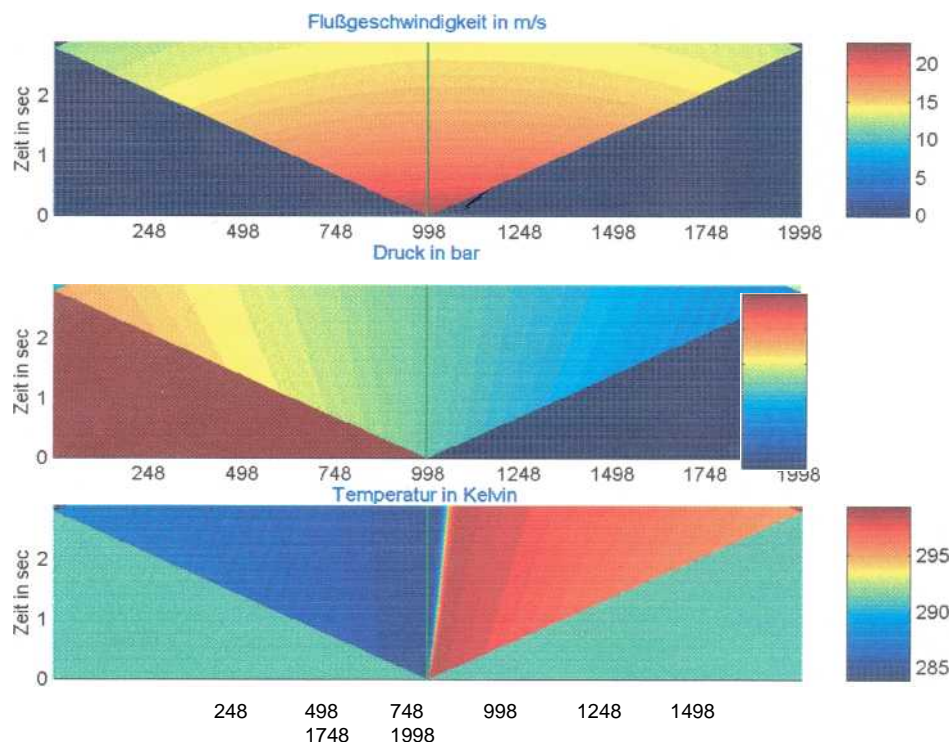 Flußgeschwindigkeit in m/s
Zeit in sec
2
1
0
248 498 748 998 1248 1498 1748 1998
20
15
10
5
0
Druck in bar
Zeit in sec
2
1
0
248 498 748 998 1248 1498 1748 1998
Temperatur in Kelvin
Zeit in sec
2
1
0
295
290
285
248 498 748 998 1248 1498
1748 1998